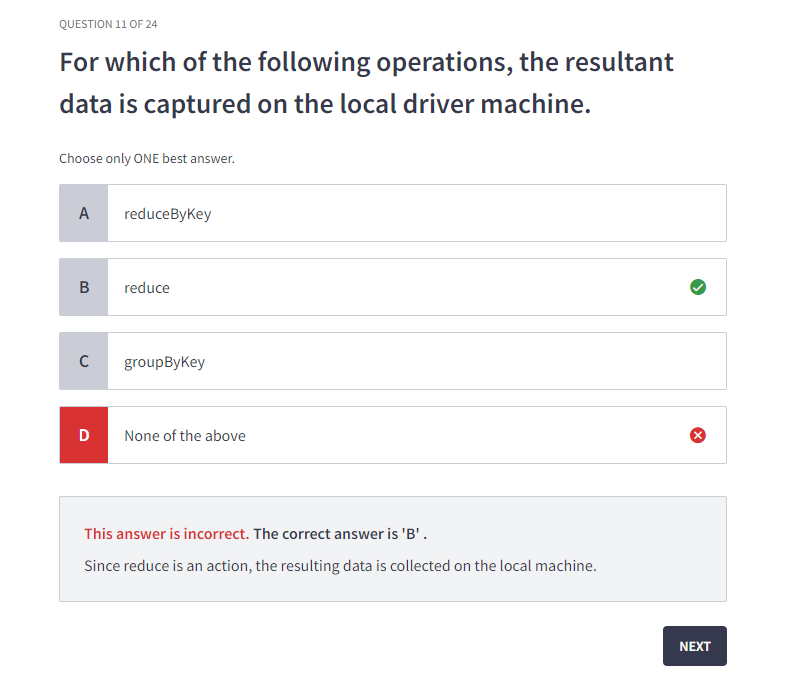 QUESTION 11 OF 24
For which of the following operations, the resultant
data is captured on the local driver machine.
Choose only ONE best answer.
A reduceByKey
B reduce
C groupByKey
D None of the above
This answer is incorrect. The correct answer is 'B' .
Since reduce is an action, the resulting data is collected on the local machine.
NEXT